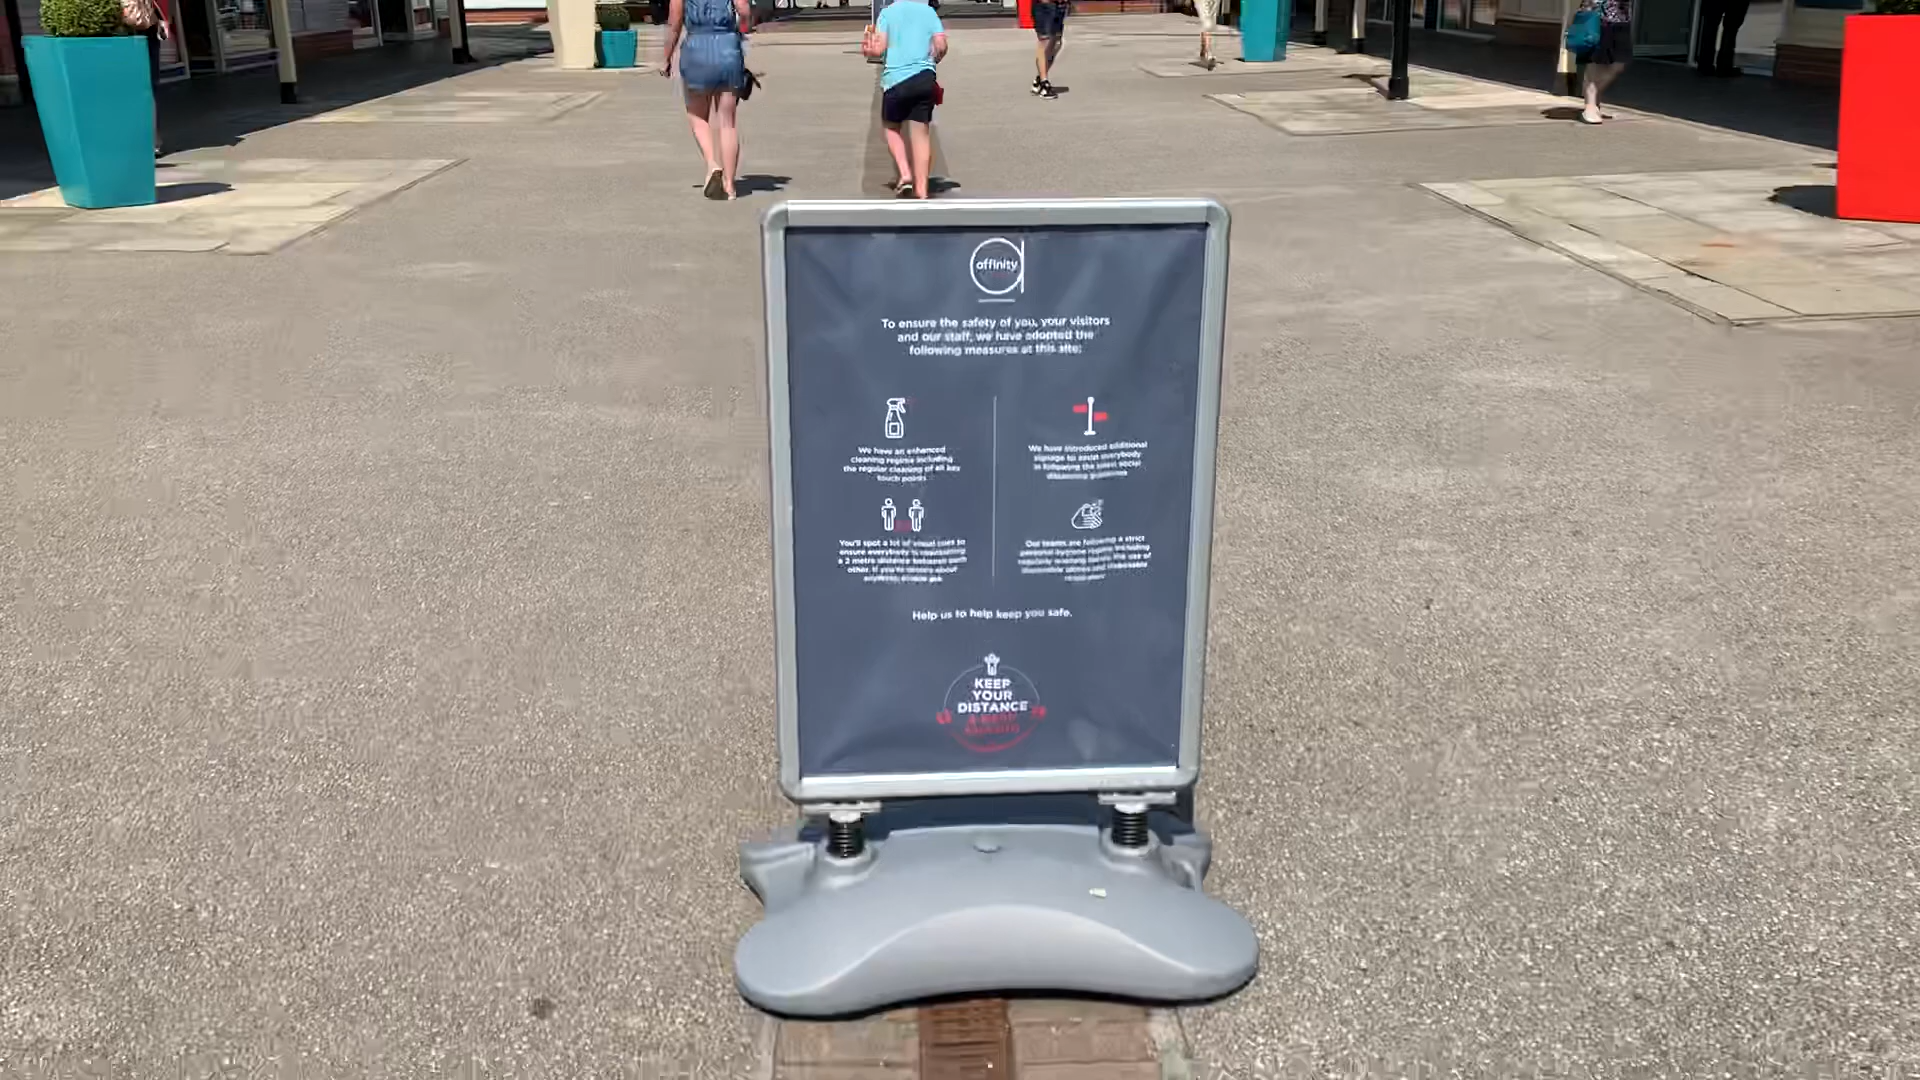 affinity
To ensure the safety of you, your visitors
and our staff, we have adopted the
following measures at this site:
We have an enhanced
cleaning regime including
the regular cleaning of all key
touch points
We have introduced additional
signage to assist everybody
in following the latest social
distancing guidelines
You'll spot a lot of visual cues to
ensure everybody is maintaining
a 2 metre distance between each
other. If you're unsure about
anything, please ask
Our teams are following a strict
personal hygiene regime including
regularly washing hands, the use of
disposable
Help us to help keep you safe.
KEEP
YOUR
DISTANCE